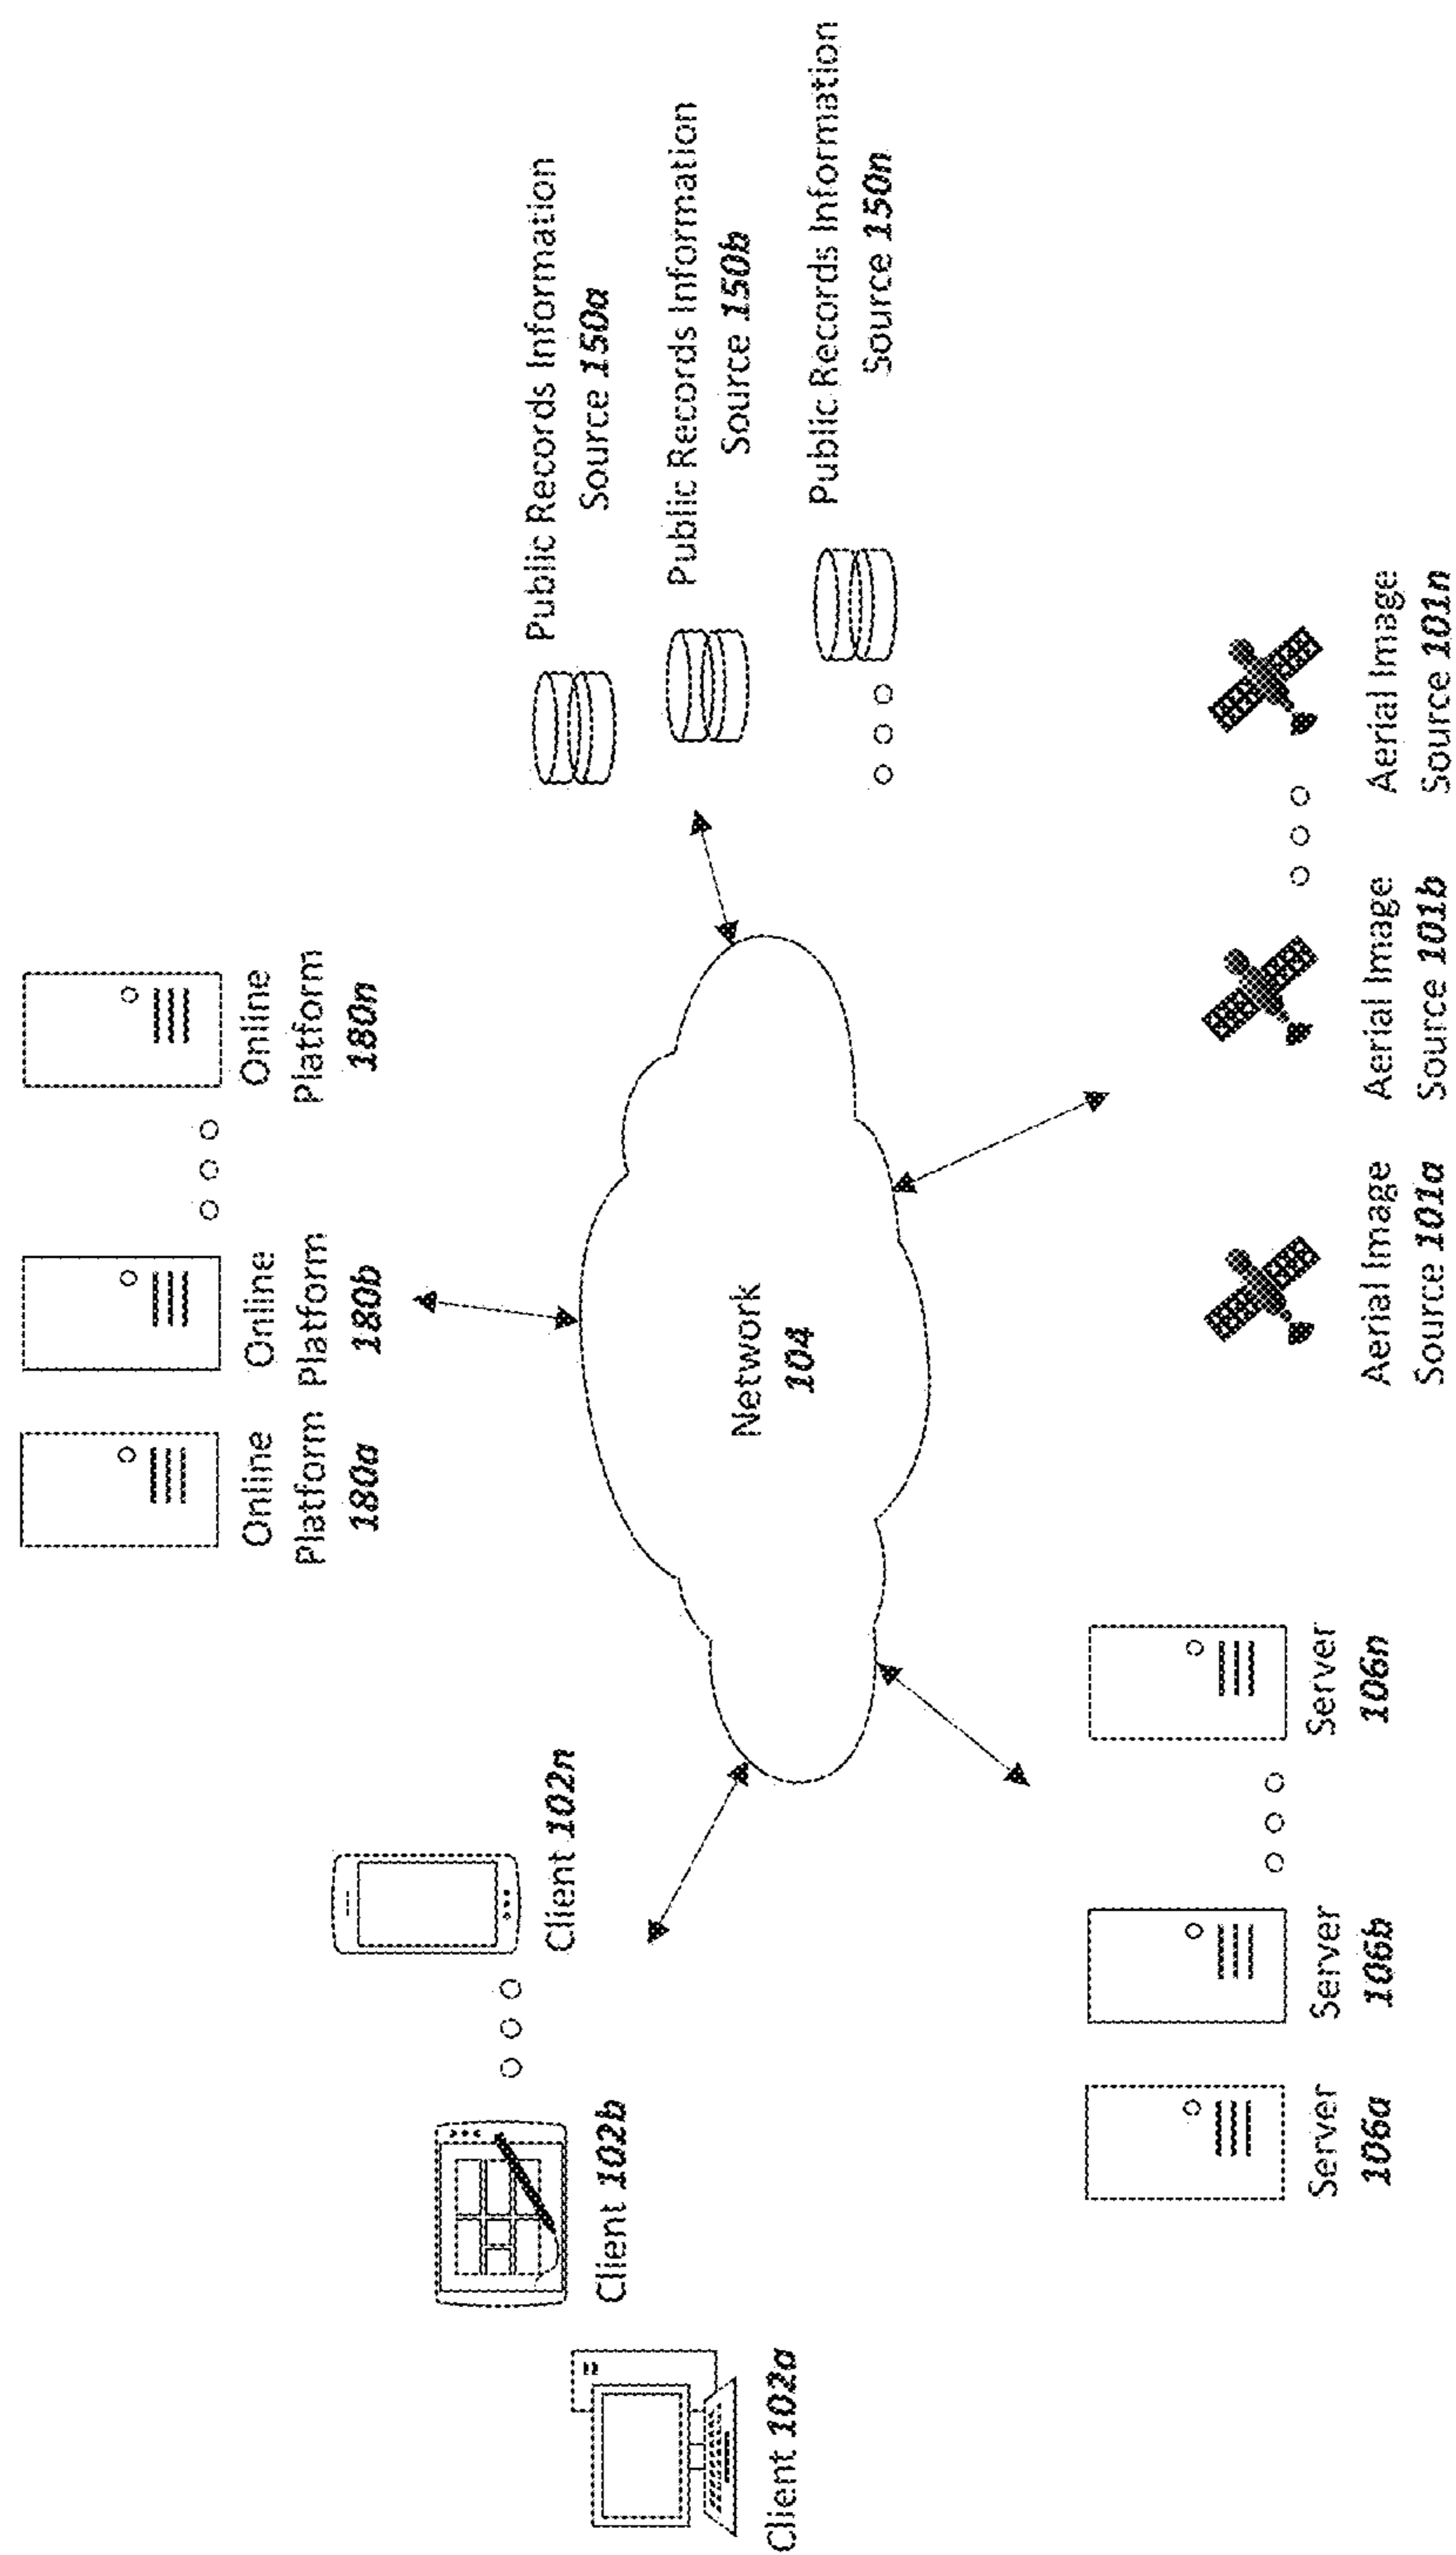 Online
Platform
180a
Online
Platform
180b
Online
Platform
180n
Client 102a
Client 102b
Client 102n
Public Records Information
Source 150a
Public Records Information
Source 150b
Public Records Information
Source 150n
Network
104
Server
106a
Server
106b
Server
106n
Aerial Image
Source 101a
Aerial Image
Source 101b
Aerial Image
Source 101n